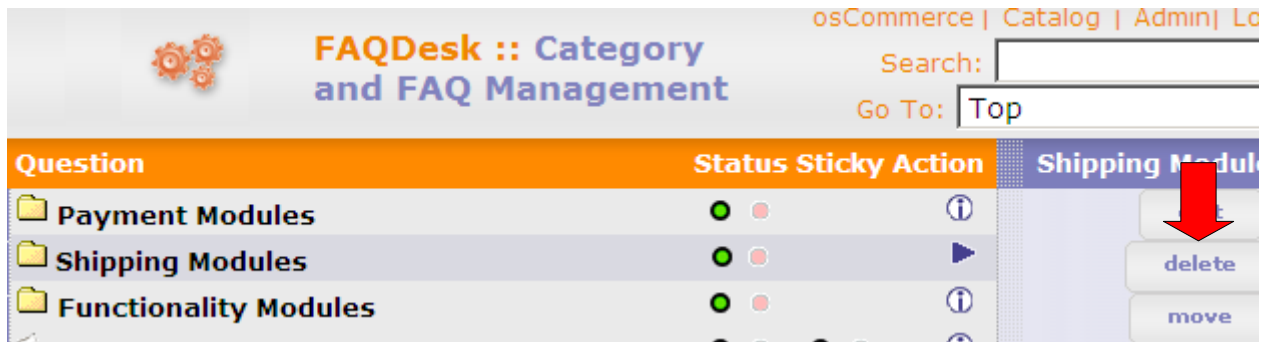 osCommerce | Catalog | Admin|
FAQDesk :: Category
and FAQ Management
Search:
Go To: Top
Question Status Sticky Action Shipping
Payment Modules
Shipping Modules
delete
Functionality Modules
move